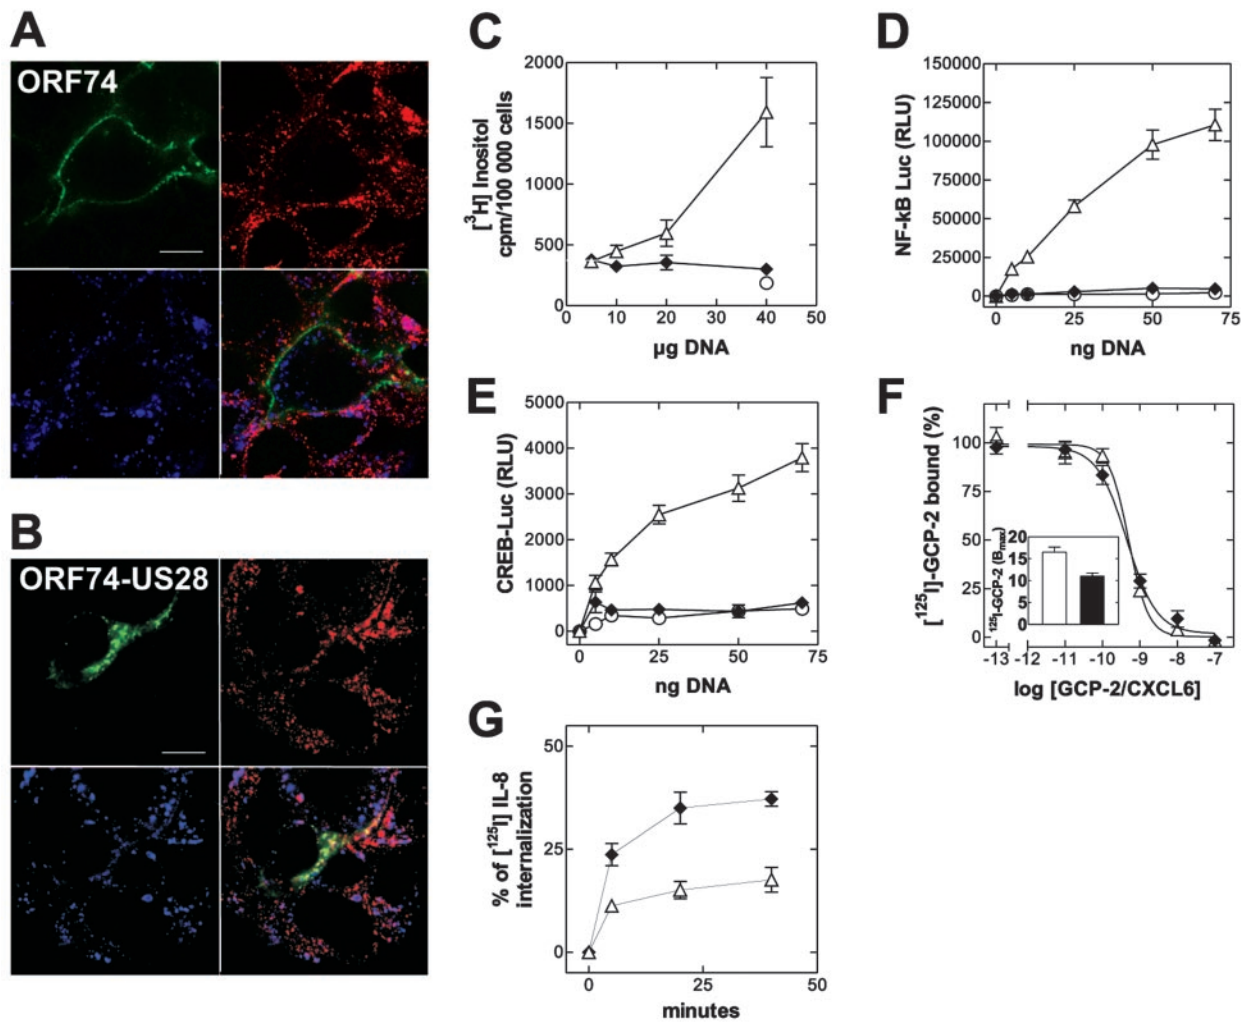 A
ORF74
B
ORF74-US28
C
[³H] Inositol
cpm/100 000 cells
2000
1500
1000
500
0
0 10 20 30 40 50
µg DNA
D
NF-kB Luc (RLU)
150000
125000
100000
75000
50000
25000
0
0 25 50 75
ng DNA
E
CREB-Luc (RLU)
5000
4000
3000
2000
1000
0
0 25 50 75
ng DNA
F
[¹²⁵I]-GCP-2 bound (%)
100
75
50
25
0
¹²⁵I]-GCP-2 (Bmax)
20
15
10
5
0
-13 -12 -11 -10 -9 -8 -7
log [GCP-2/CXCL6]
G
% of [¹²⁵I] IL-8
internalization
50
25
0
0 25 50
minutes